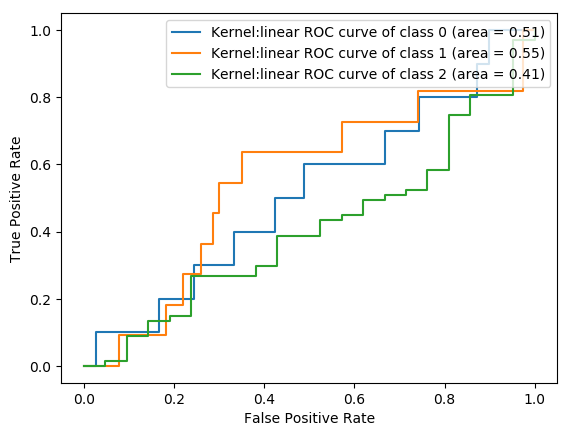 Kernel:linear ROC curve of class 0 (area = 0.51)
Kernel:linear ROC curve of class 1 (area = 0.55)
Kernel:linear ROC curve of class 2 (area = 0.41)
True Positive Rate
1.0
0.8
0.6
0.4
0.2
0.0
0.0 0.2 0.4 0.6 0.8 1.0
False Positive Rate